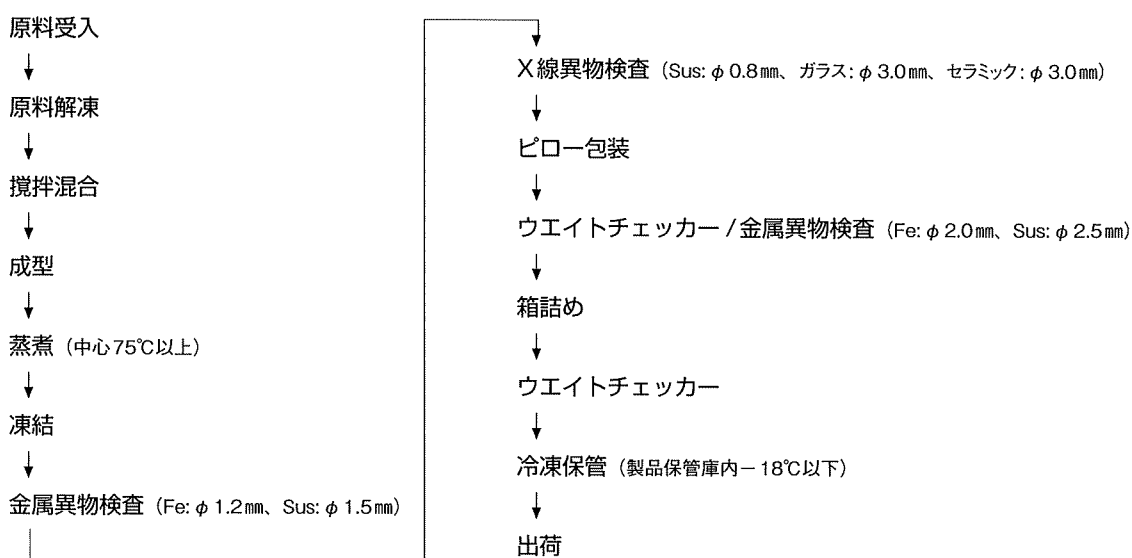 原料受入
原料解凍
撹拌混合
成型
蒸煮（中心75℃以上）
凍結
金属異物検査（Fe: φ1.2㎜、Sus: φ1.5㎜）
X線異物検査（Sus: φ0.8㎜、ガラス: φ3.0㎜、セラミック: φ3.0㎜）
ピロー包装
ウエイトチェッカー/金属異物検査（Fe: φ2.0㎜、Sus: φ2.5㎜）
箱詰め
ウエイトチェッカー
冷凍保管（製品保管庫内－18℃以下）
出荷